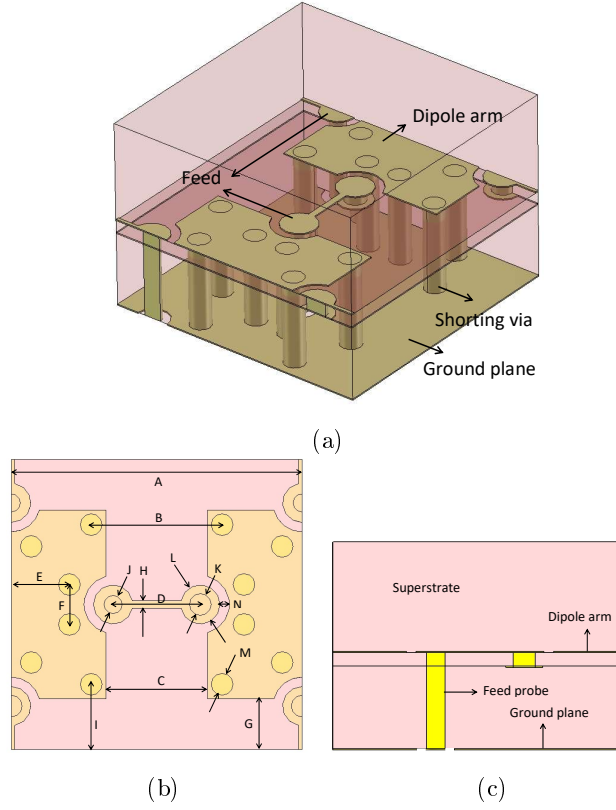 Dipole arm
Feed
Shorting via
Ground plane
(a)
A
B
E
J
H
L
K
D
F
N
M
C
I
G
(b)
Superstrate
Dipole arm
Feed probe
Ground plane
(c)